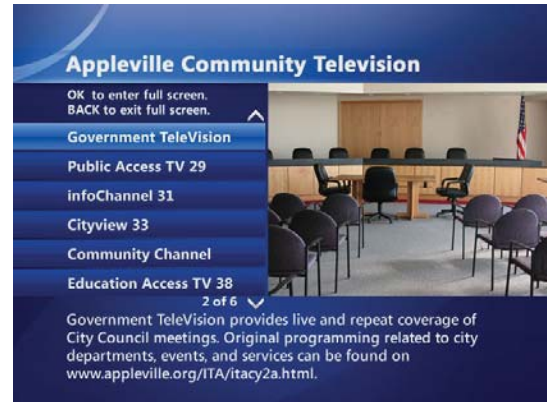 Appleville Community Television
OK to enter full screen.
BACK to exit full screen.
Government TeleVision
Public Access TV 29
infoChannel 31
Cityview 33
Community Channel
Education Access TV 38
2 of 6
Government TeleVision provides live and repeat coverage of
City Council meetings. Original programming related to city
departments, events, and services can be found on
www.appleville.org/ITA/itacy2a.html.